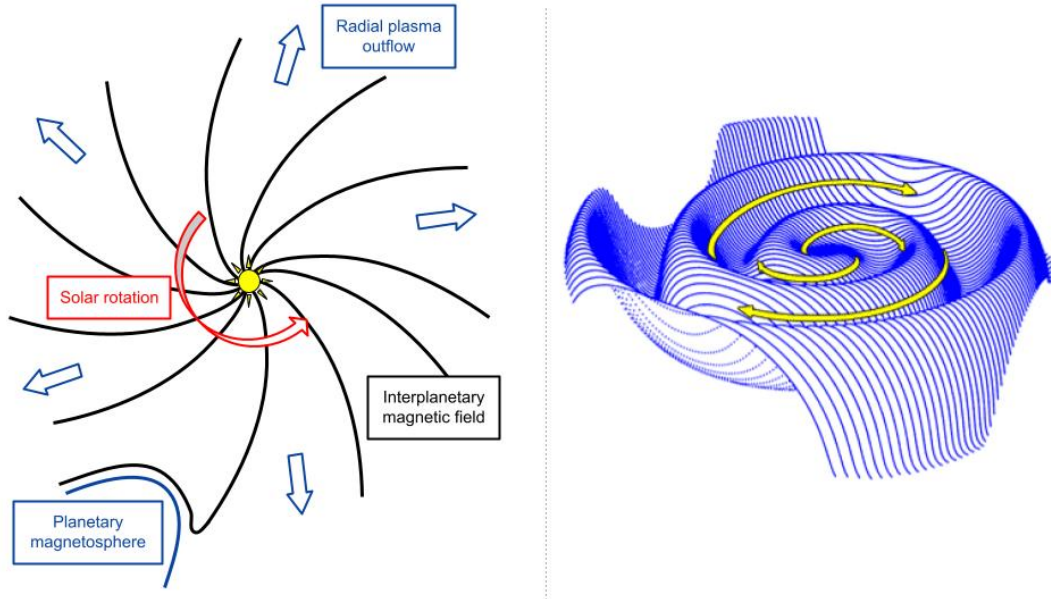 Radial plasma
outflow
Solar rotation
Interplanetary
magnetic field
Planetary
magnetosphere